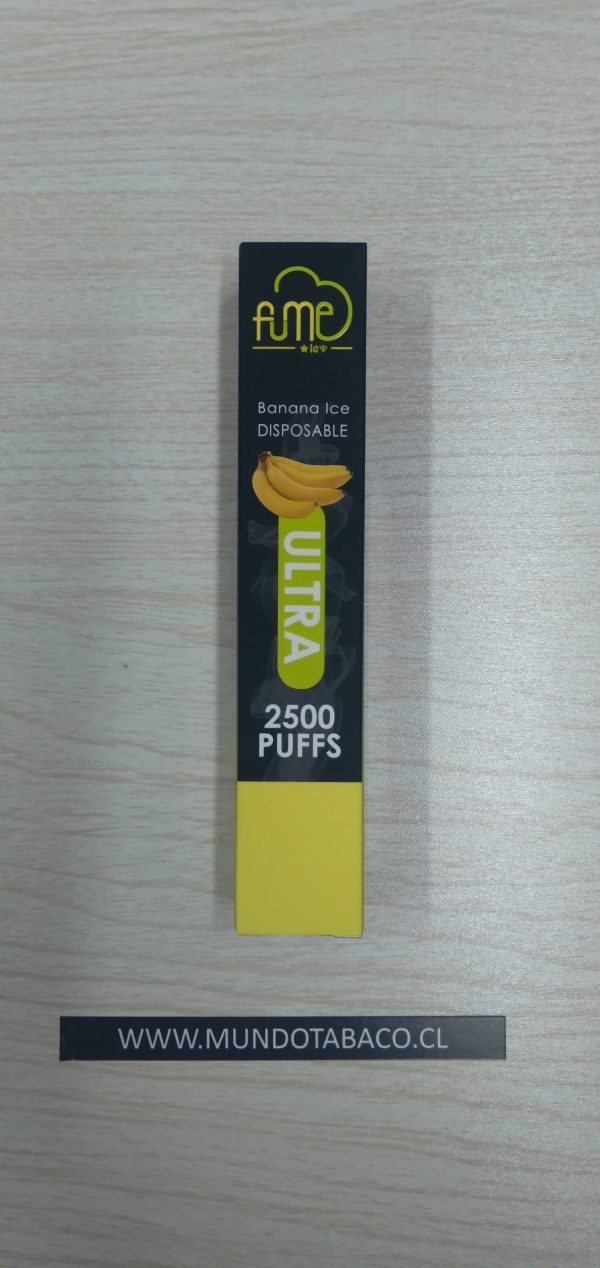 fume
Banana Ice
DISPOSABLE
ULTRA
2500
PUFFS
WWW.MUNDOTABACO.CL